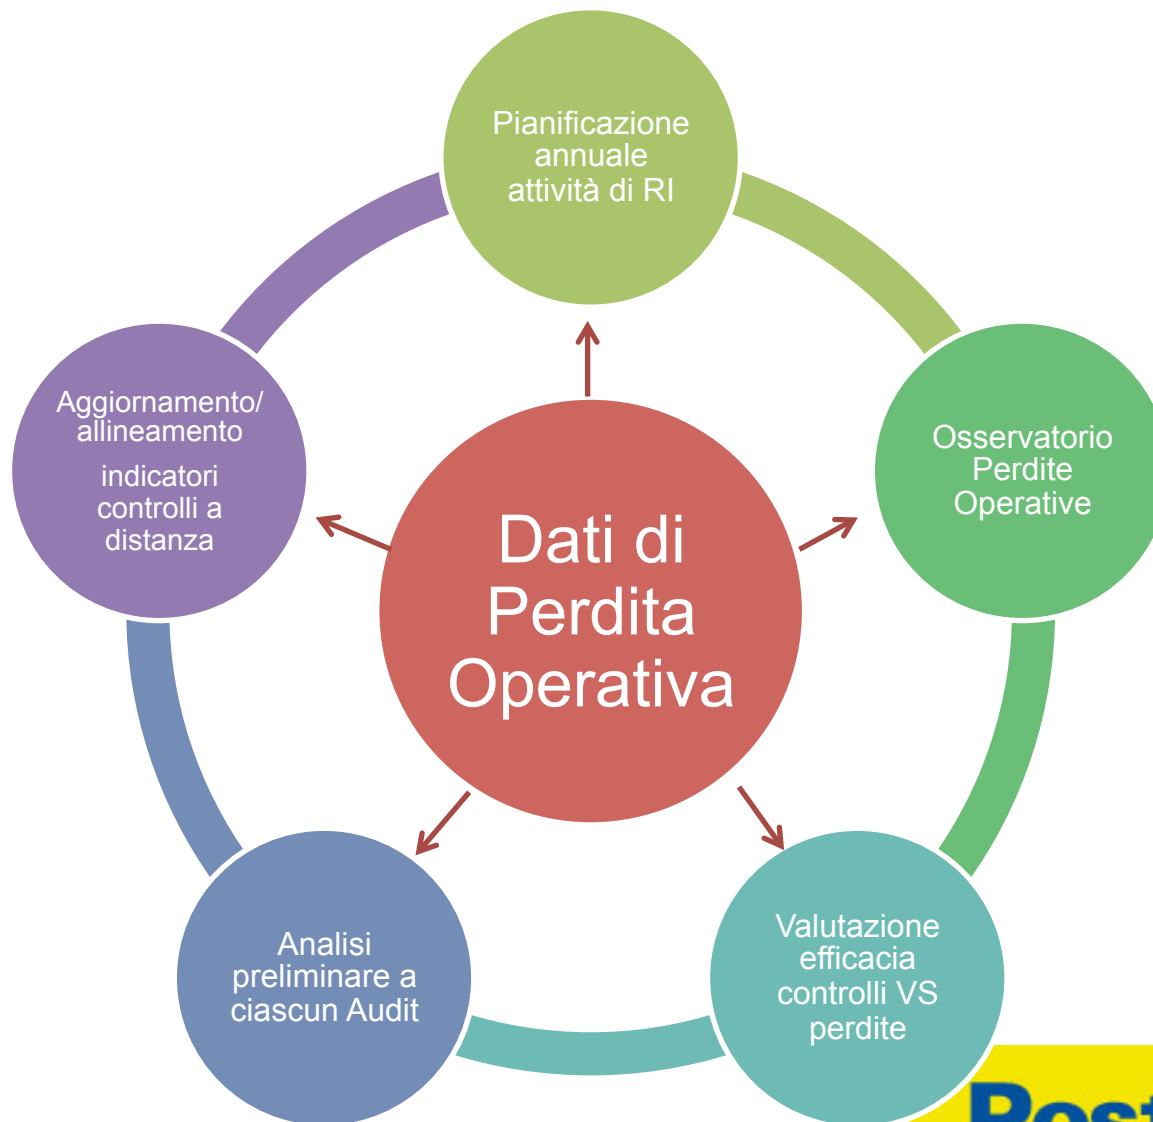 Pianificazione
annuale
attività di RI
Aggiornamento/
allineamento
indicatori
controlli a
distanza
Osservatorio
Perdite
Operative
Dati di
Perdita
Operativa
Analisi
preliminare a
ciascun Audit
Valutazione
efficacia
controlli VS
perdite
Post